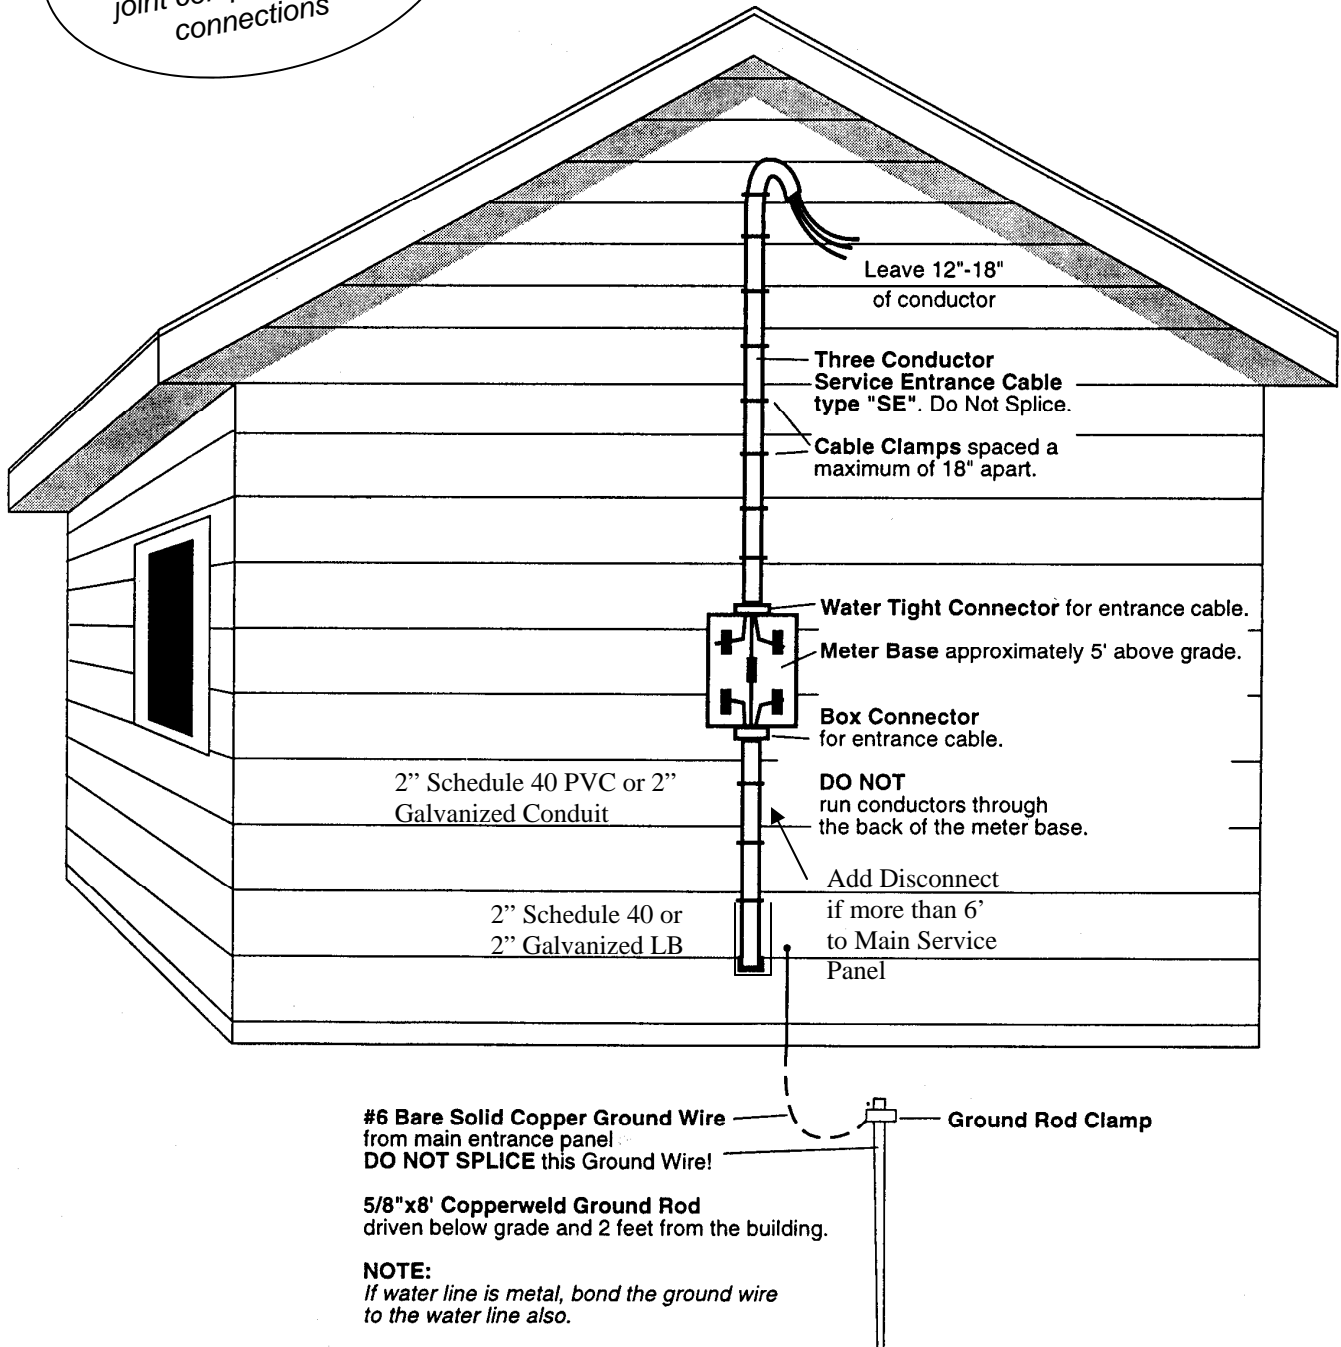 joint
connections
Leave 12"-18"
of conductor
Three Conductor
Service Entrance Cable
type "SE". Do Not Splice.
Cable Clamps spaced a
maximum of 18" apart.
Water Tight Connector for entrance cable.
Meter Base approximately 5' above grade.
Box Connector
for entrance cable.
2” Schedule 40 PVC or 2”
Galvanized Conduit
DO NOT
run conductors through
the back of the meter base.
Add Disconnect
if more than 6’
to Main Service
Panel
2” Schedule 40 or
2” Galvanized LB
#6 Bare Solid Copper Ground Wire
from main entrance panel
DO NOT SPLICE this Ground Wire!
Ground Rod Clamp
5/8"x8' Copperweld Ground Rod
driven below grade and 2 feet from the building.
NOTE:
If water line is metal, bond the ground wire
to the water line also.